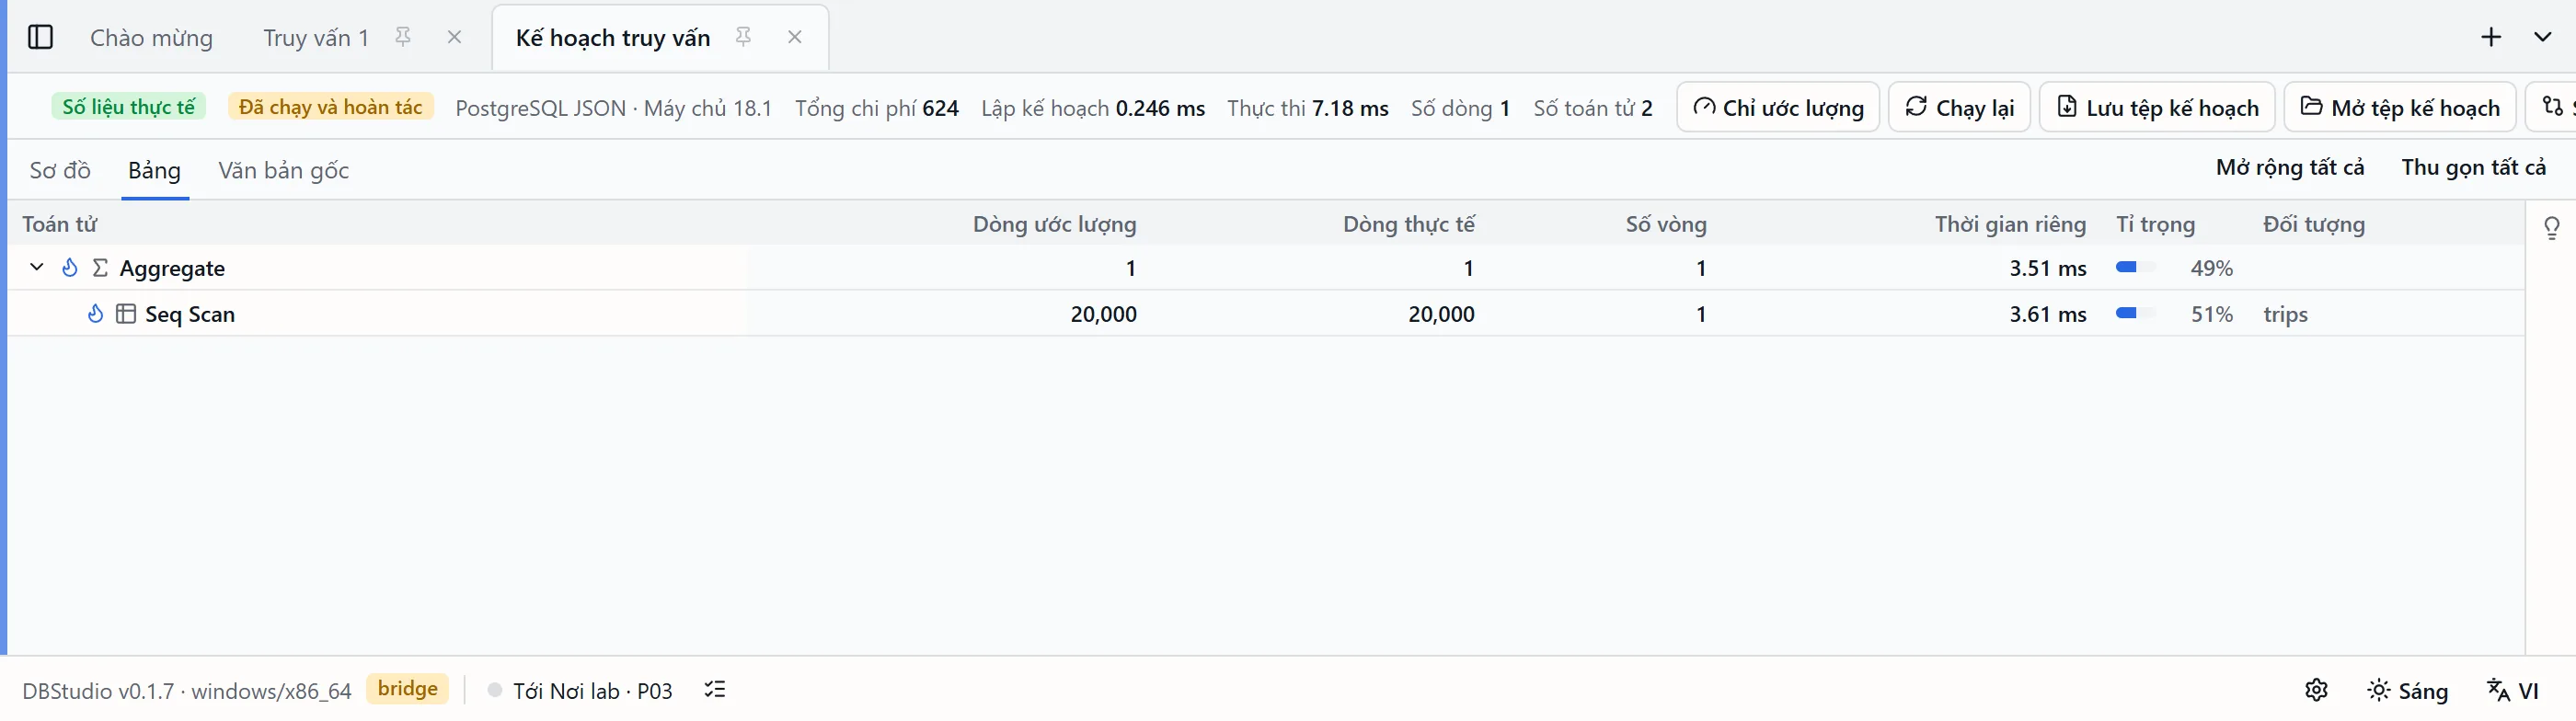 Chào mừng Truy vấn 1 Kế hoạch truy vấn
Số liệu thực tế Đã chạy và hoàn tác PostgreSQL JSON · Máy chủ 18.1 Tổng chi phí 624 Lập kế hoạch 0.246 ms Thực thi 7.18 ms Số dòng 1 Số toán tử 2 Chỉ ước lượng Chạy lại Lưu tệp kế hoạch Mở tệp kế hoạch
Sơ đồ Bảng Văn bản gốc Mở rộng tất cả Thu gọn tất cả
Toán tử Dòng ước lượng Dòng thực tế Số vòng Thời gian riêng Tỉ trọng Đối tượng
Aggregate 1 1 1 3.51 ms 49%
Seq Scan 20,000 20,000 1 3.61 ms 51% trips
DBStudio v0.1.7 · windows/x86_64 bridge Tới Nơi lab · P03 Sáng VI